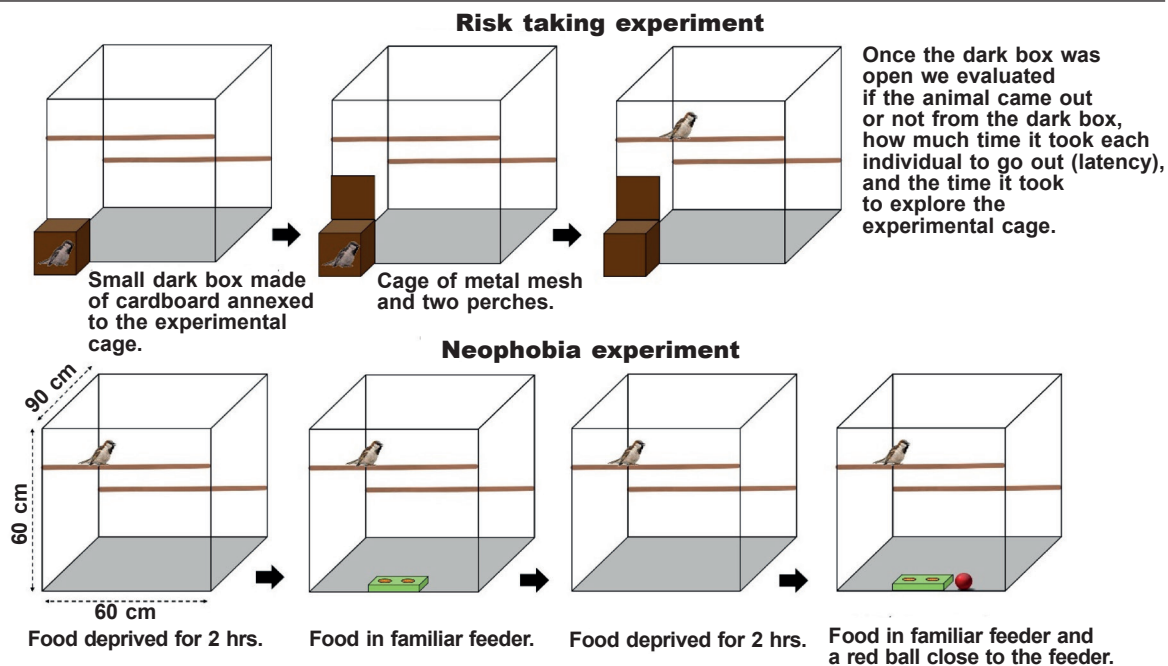 Risk taking experiment
Once the dark box was
open we evaluated
if the animal came out
or not from the dark box,
how much time it took each
individual to go out (latency),
and the time it took
to explore the
experimental cage.
Small dark box made
of cardboard annexed
to the experimental
cage.
Cage of metal mesh
and two perches.
Neophobia experiment
90 cm
60 cm
60 cm
Food deprived for 2 hrs.
Food in familiar feeder.
Food deprived for 2 hrs.
Food in familiar feeder and
a red ball close to the feeder.